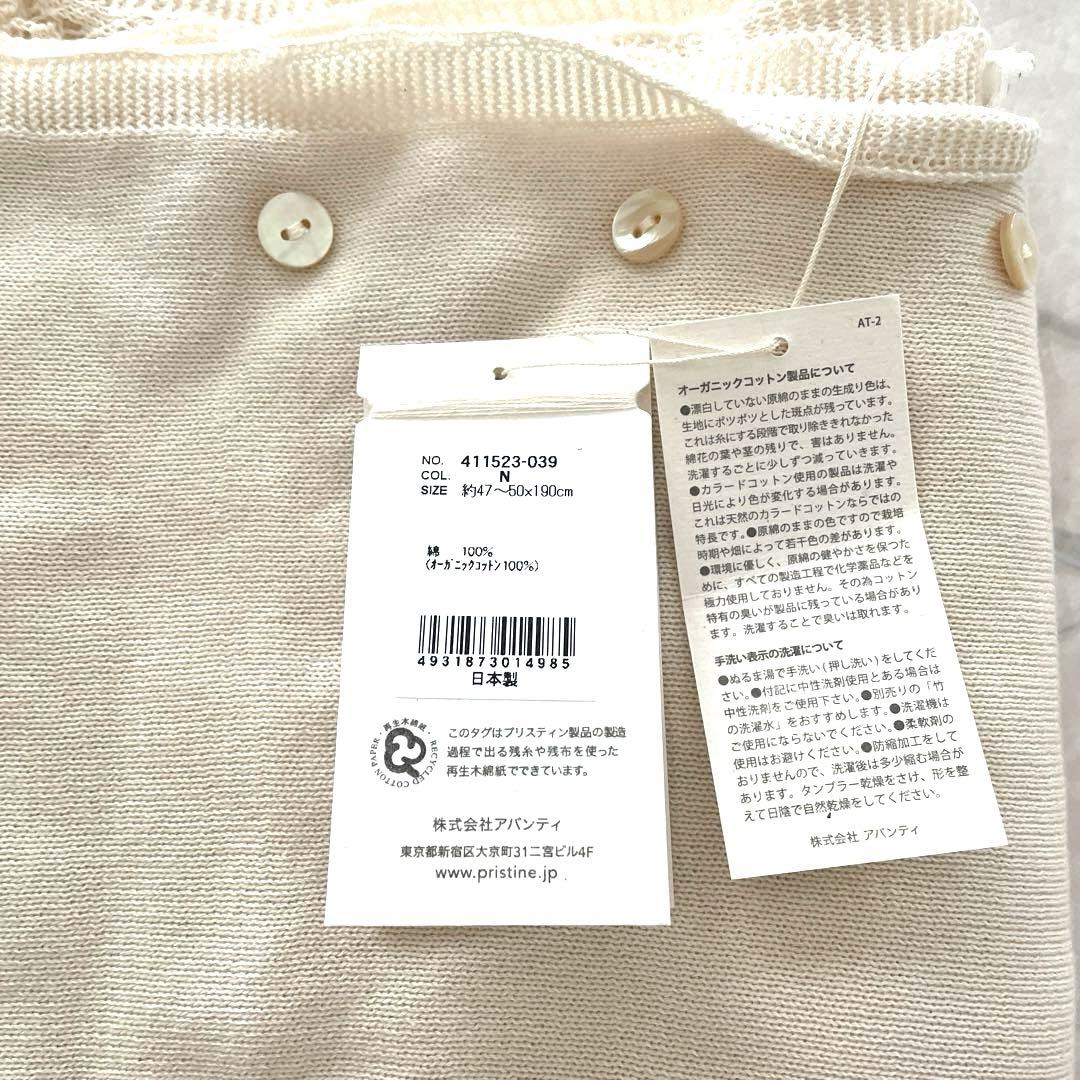 NO. 411523-039
COL. N
SIZE 約47～50×190cm
綿 100%
(ｵｰｶﾞﾆｯｸｺｯﾄﾝ100%)
4931873014985
日本製
再生木綿紙・RECYCLED COTTON PAPER・
このタグはプリスティン製品の製造
過程で出る残糸や残布を使った
再生木綿紙でできています。
株式会社アバンティ
東京都新宿区大京町31二宮ビル4F
www.pristine.jp
AT-2
オーガニックコットン製品について
●漂白していない原綿のままの生成り色は、
生地にポツポツとした斑点が残っています。
これは糸にする段階で取り除ききれなかった
綿花の葉や茎の残りで、害はありません。
洗濯するごとに少しずつ減っていきます。
●カラードコットン使用の製品は洗濯や
日光により色が変化する場合があります。
これは天然のカラードコットンならではの
特長です。●原綿のままの色ですので栽培
時期や畑によって若干色の差があります。
●環境に優しく、原綿の健やかさを保つた
めに、すべての製造工程で化学薬品などを
極力使用しておりません。その為コットン
特有の臭いが製品に残っている場合があり
ます。洗濯することで臭いは取れます。
手洗い表示の洗濯について
●ぬるま湯で手洗い(押し洗い)をしてくだ
さい。●付記に中性洗剤使用とある場合は
中性洗剤をご使用下さい。●別売りの「竹
の洗濯水」をおすすめします。●洗濯機は
ご使用にならないでください。●柔軟剤の
使用はお避けください。●防縮加工をして
おりませんので、洗濯後は多少縮む場合が
あります。タンブラー乾燥をさけ、形を整
えて日陰で自然乾燥をしてください。
株式会社 アバンティ